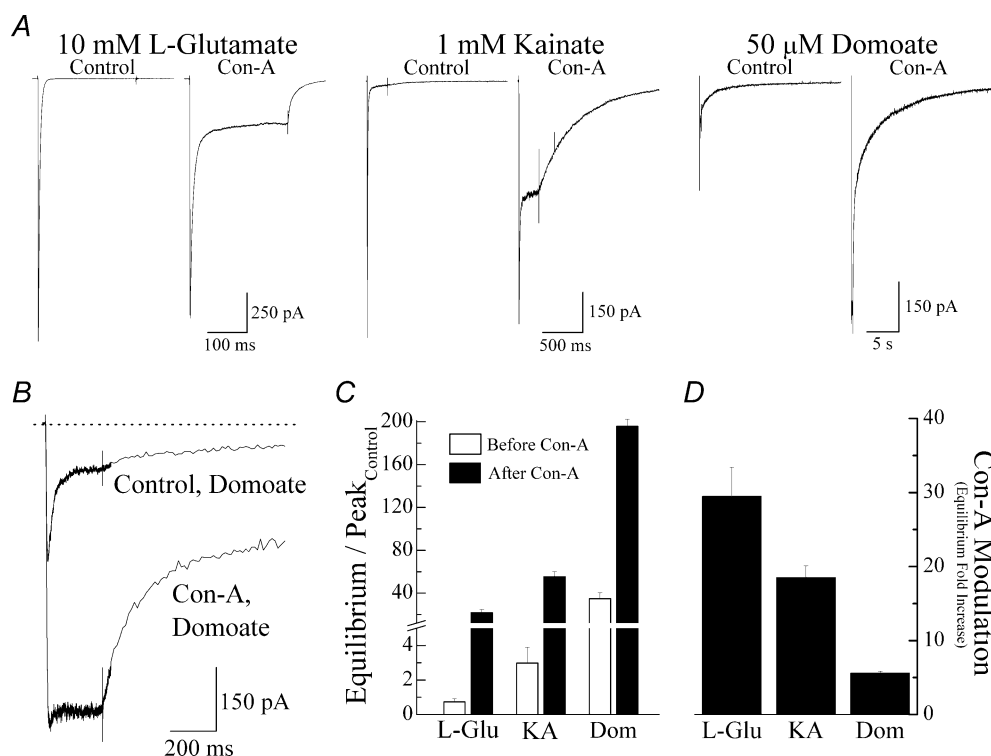 A
10 mM L-Glutamate
Control
Con-A
250 pA
100 ms
1 mM Kainate
Control
Con-A
150 pA
500 ms
50 μM Domoate
Control
Con-A
150 pA
5 s
B
Control, Domoate
Con-A,
Domoate
150 pA
200 ms
C
Equilibrium / Peak Control
200
160
120
80
40
4
2
0
Before Con-A
After Con-A
L-Glu
KA
Dom
D
40
30
20
10
0
Con-A Modulation
(Equilibrium Fold Increase)
L-Glu
KA
Dom